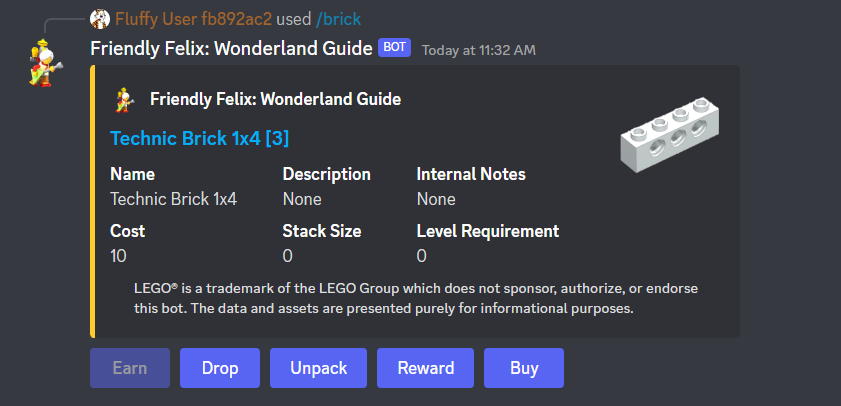 Fluffy User fb892ac2 used /brick
Friendly Felix: Wonderland Guide BOT Today at 11:32 AM
Friendly Felix: Wonderland Guide
Technic Brick 1x4 [3]
Name Description Internal Notes
Technic Brick 1x4 None None
Cost Stack Size Level Requirement
10 0 0
LEGO® is a trademark of the LEGO Group which does not sponsor, authorize, or endorse
this bot. The data and assets are presented purely for informational purposes.
Earn Drop Unpack Reward Buy